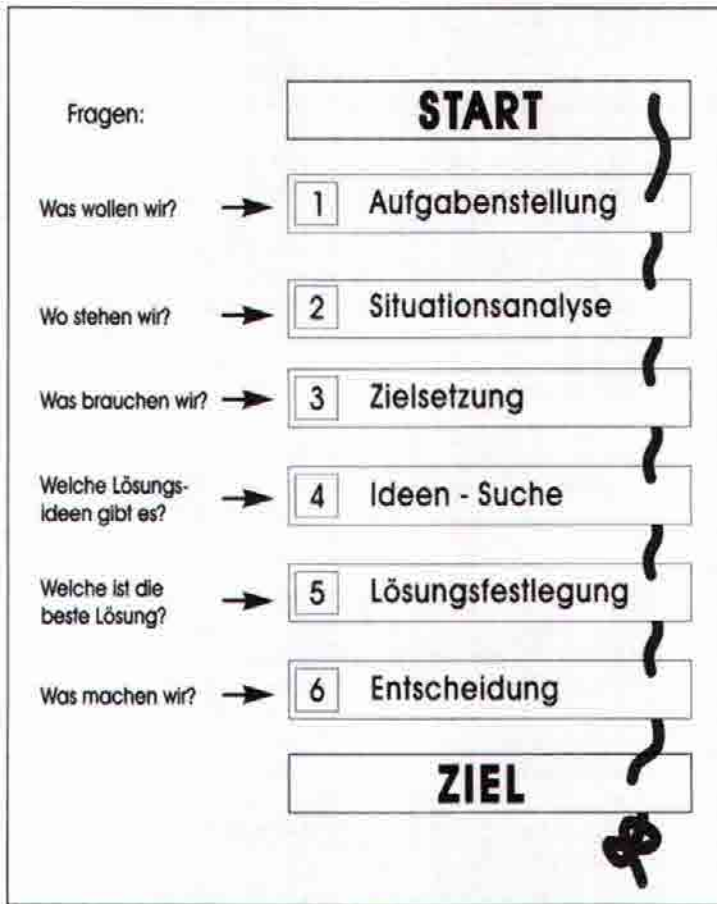 Fragen:
START
Was wollen wir?
1 Aufgabenstellung
Wo stehen wir?
2 Situationsanalyse
Was brauchen wir?
3 Zielsetzung
Welche Lösungs-
ideen gibt es?
4 Ideen - Suche
Welche ist die
beste Lösung?
5 Lösungsfestlegung
Was machen wir?
6 Entscheidung
ZIEL